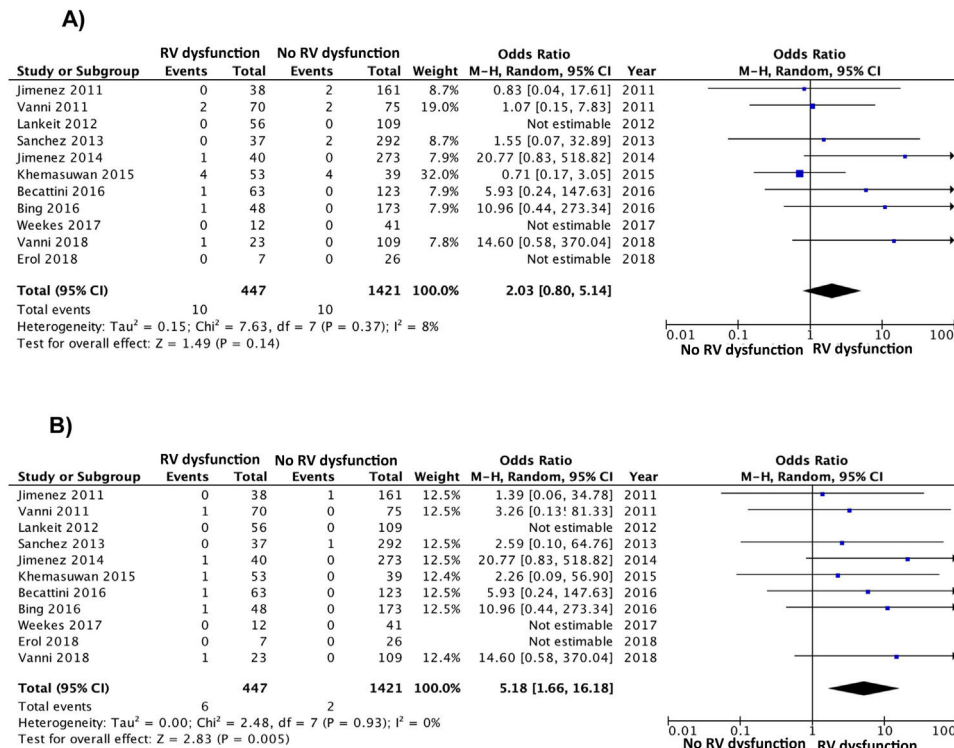 A)
RV dysfunction No RV dysfunction Odds Ratio Odds Ratio
Study or Subgroup Events Total Events Total Weight M-H, Random, 95% CI Year M-H, Random, 95% CI
Jimenez 2011 0 38 2 161 8.7% 0.83 [0.04, 17.61] 2011
Vanni 2011 2 70 2 75 19.0% 1.07 [0.15, 7.83] 2011
Lankeit 2012 0 56 0 109 Not estimable 2012
Sanchez 2013 0 37 2 292 8.7% 1.55 [0.07, 32.89] 2013
Jimenez 2014 1 40 0 273 7.9% 20.77 [0.83, 518.82] 2014
Khemasuwan 2015 4 53 4 39 32.0% 0.71 [0.17, 3.05] 2015
Becattini 2016 1 63 0 123 7.9% 5.93 [0.24, 147.63] 2016
Bing 2016 1 48 0 173 7.9% 10.96 [0.44, 273.34] 2016
Weekes 2017 0 12 0 41 Not estimable 2017
Vanni 2018 1 23 0 109 7.8% 14.60 [0.58, 370.04] 2018
Erol 2018 0 7 0 26 Not estimable 2018
Total (95% CI) 447 1421 100.0% 2.03 [0.80, 5.14]
Total events 10 10
Heterogeneity: Tau² = 0.15; Chi² = 7.63, df = 7 (P = 0.37); I² = 8%
Test for overall effect: Z = 1.49 (P = 0.14)
0.01 0.1 1 10 100
No RV dysfunction RV dysfunction
B)
RV dysfunction No RV dysfunction Odds Ratio Odds Ratio
Study or Subgroup Events Total Events Total Weight M-H, Random, 95% CI Year M-H, Random, 95% CI
Jimenez 2011 0 38 1 161 12.5% 1.39 [0.06, 34.78] 2011
Vanni 2011 1 70 0 75 12.5% 3.26 [0.13, 81.33] 2011
Lankeit 2012 0 56 0 109 Not estimable 2012
Sanchez 2013 0 37 1 292 12.5% 2.59 [0.10, 64.76] 2013
Jimenez 2014 1 40 0 273 12.5% 20.77 [0.83, 518.82] 2014
Khemasuwan 2015 1 53 0 39 12.4% 2.26 [0.09, 56.90] 2015
Becattini 2016 1 63 0 123 12.5% 5.93 [0.24, 147.63] 2016
Bing 2016 1 48 0 173 12.5% 10.96 [0.44, 273.34] 2016
Weekes 2017 0 12 0 41 Not estimable 2017
Erol 2018 0 7 0 26 Not estimable 2018
Vanni 2018 1 23 0 109 12.4% 14.60 [0.58, 370.04] 2018
Total (95% CI) 447 1421 100.0% 5.18 [1.66, 16.18]
Total events 6 2
Heterogeneity: Tau² = 0.00; Chi² = 2.48, df = 7 (P = 0.93); I² = 0%
Test for overall effect: Z = 2.83 (P = 0.005)
0.01 0.1 1 10 100
No RV dysfunction RV dysfunction